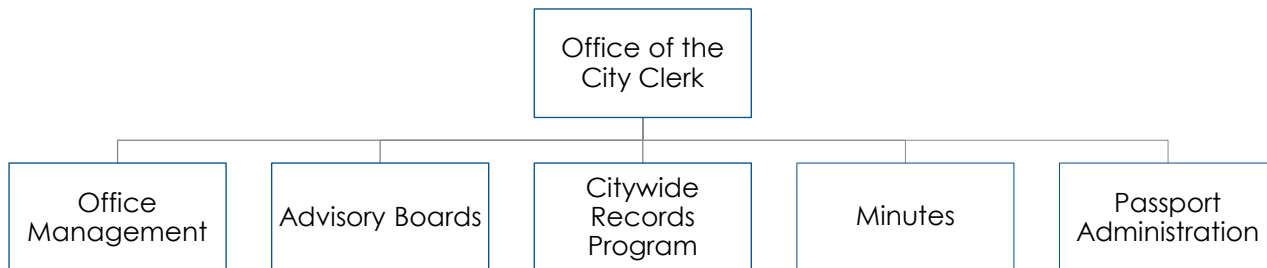 Office of the
City Clerk
Office
Management
Advisory Boards
Citywide
Records
Program
Minutes
Passport
Administration